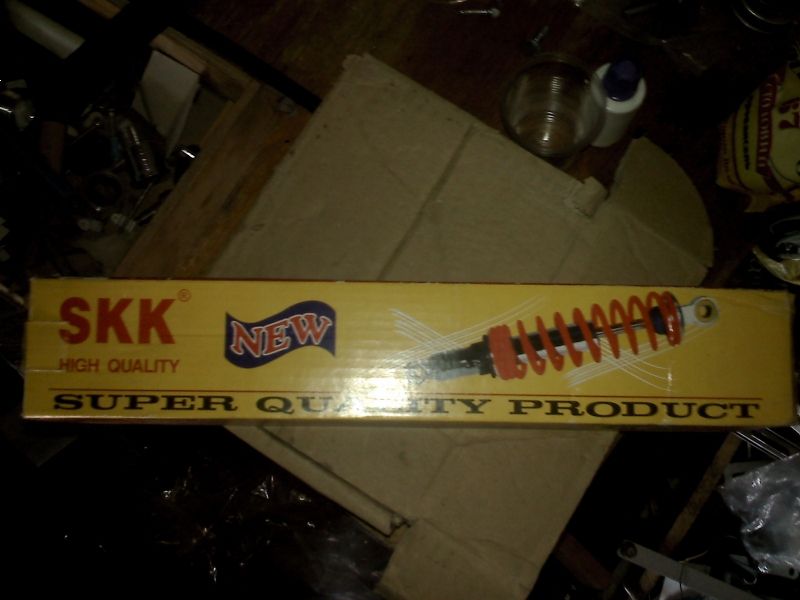 SKK®
HIGH QUALITY
NEW
SUPER QUALITY PRODUCT